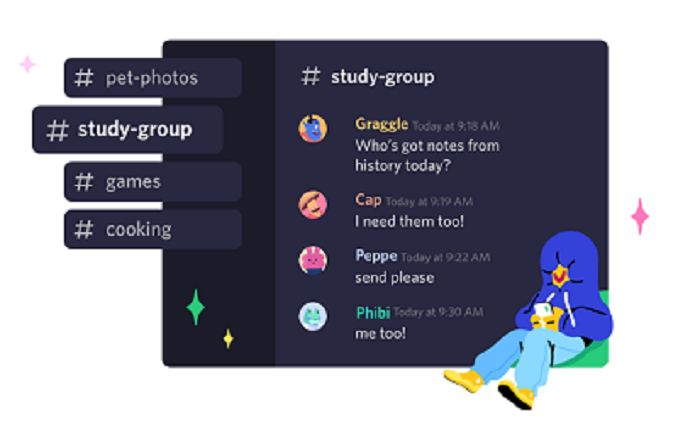 # pet-photos
# study-group
# games
# cooking
# study-group
Graggle Today at 9:18 AM
Who's got notes from
history today?
Cap Today at 9:19 AM
I need them too!
Peppe Today at 9:22 AM
send please
Phibi Today at 9:30 AM
me too!